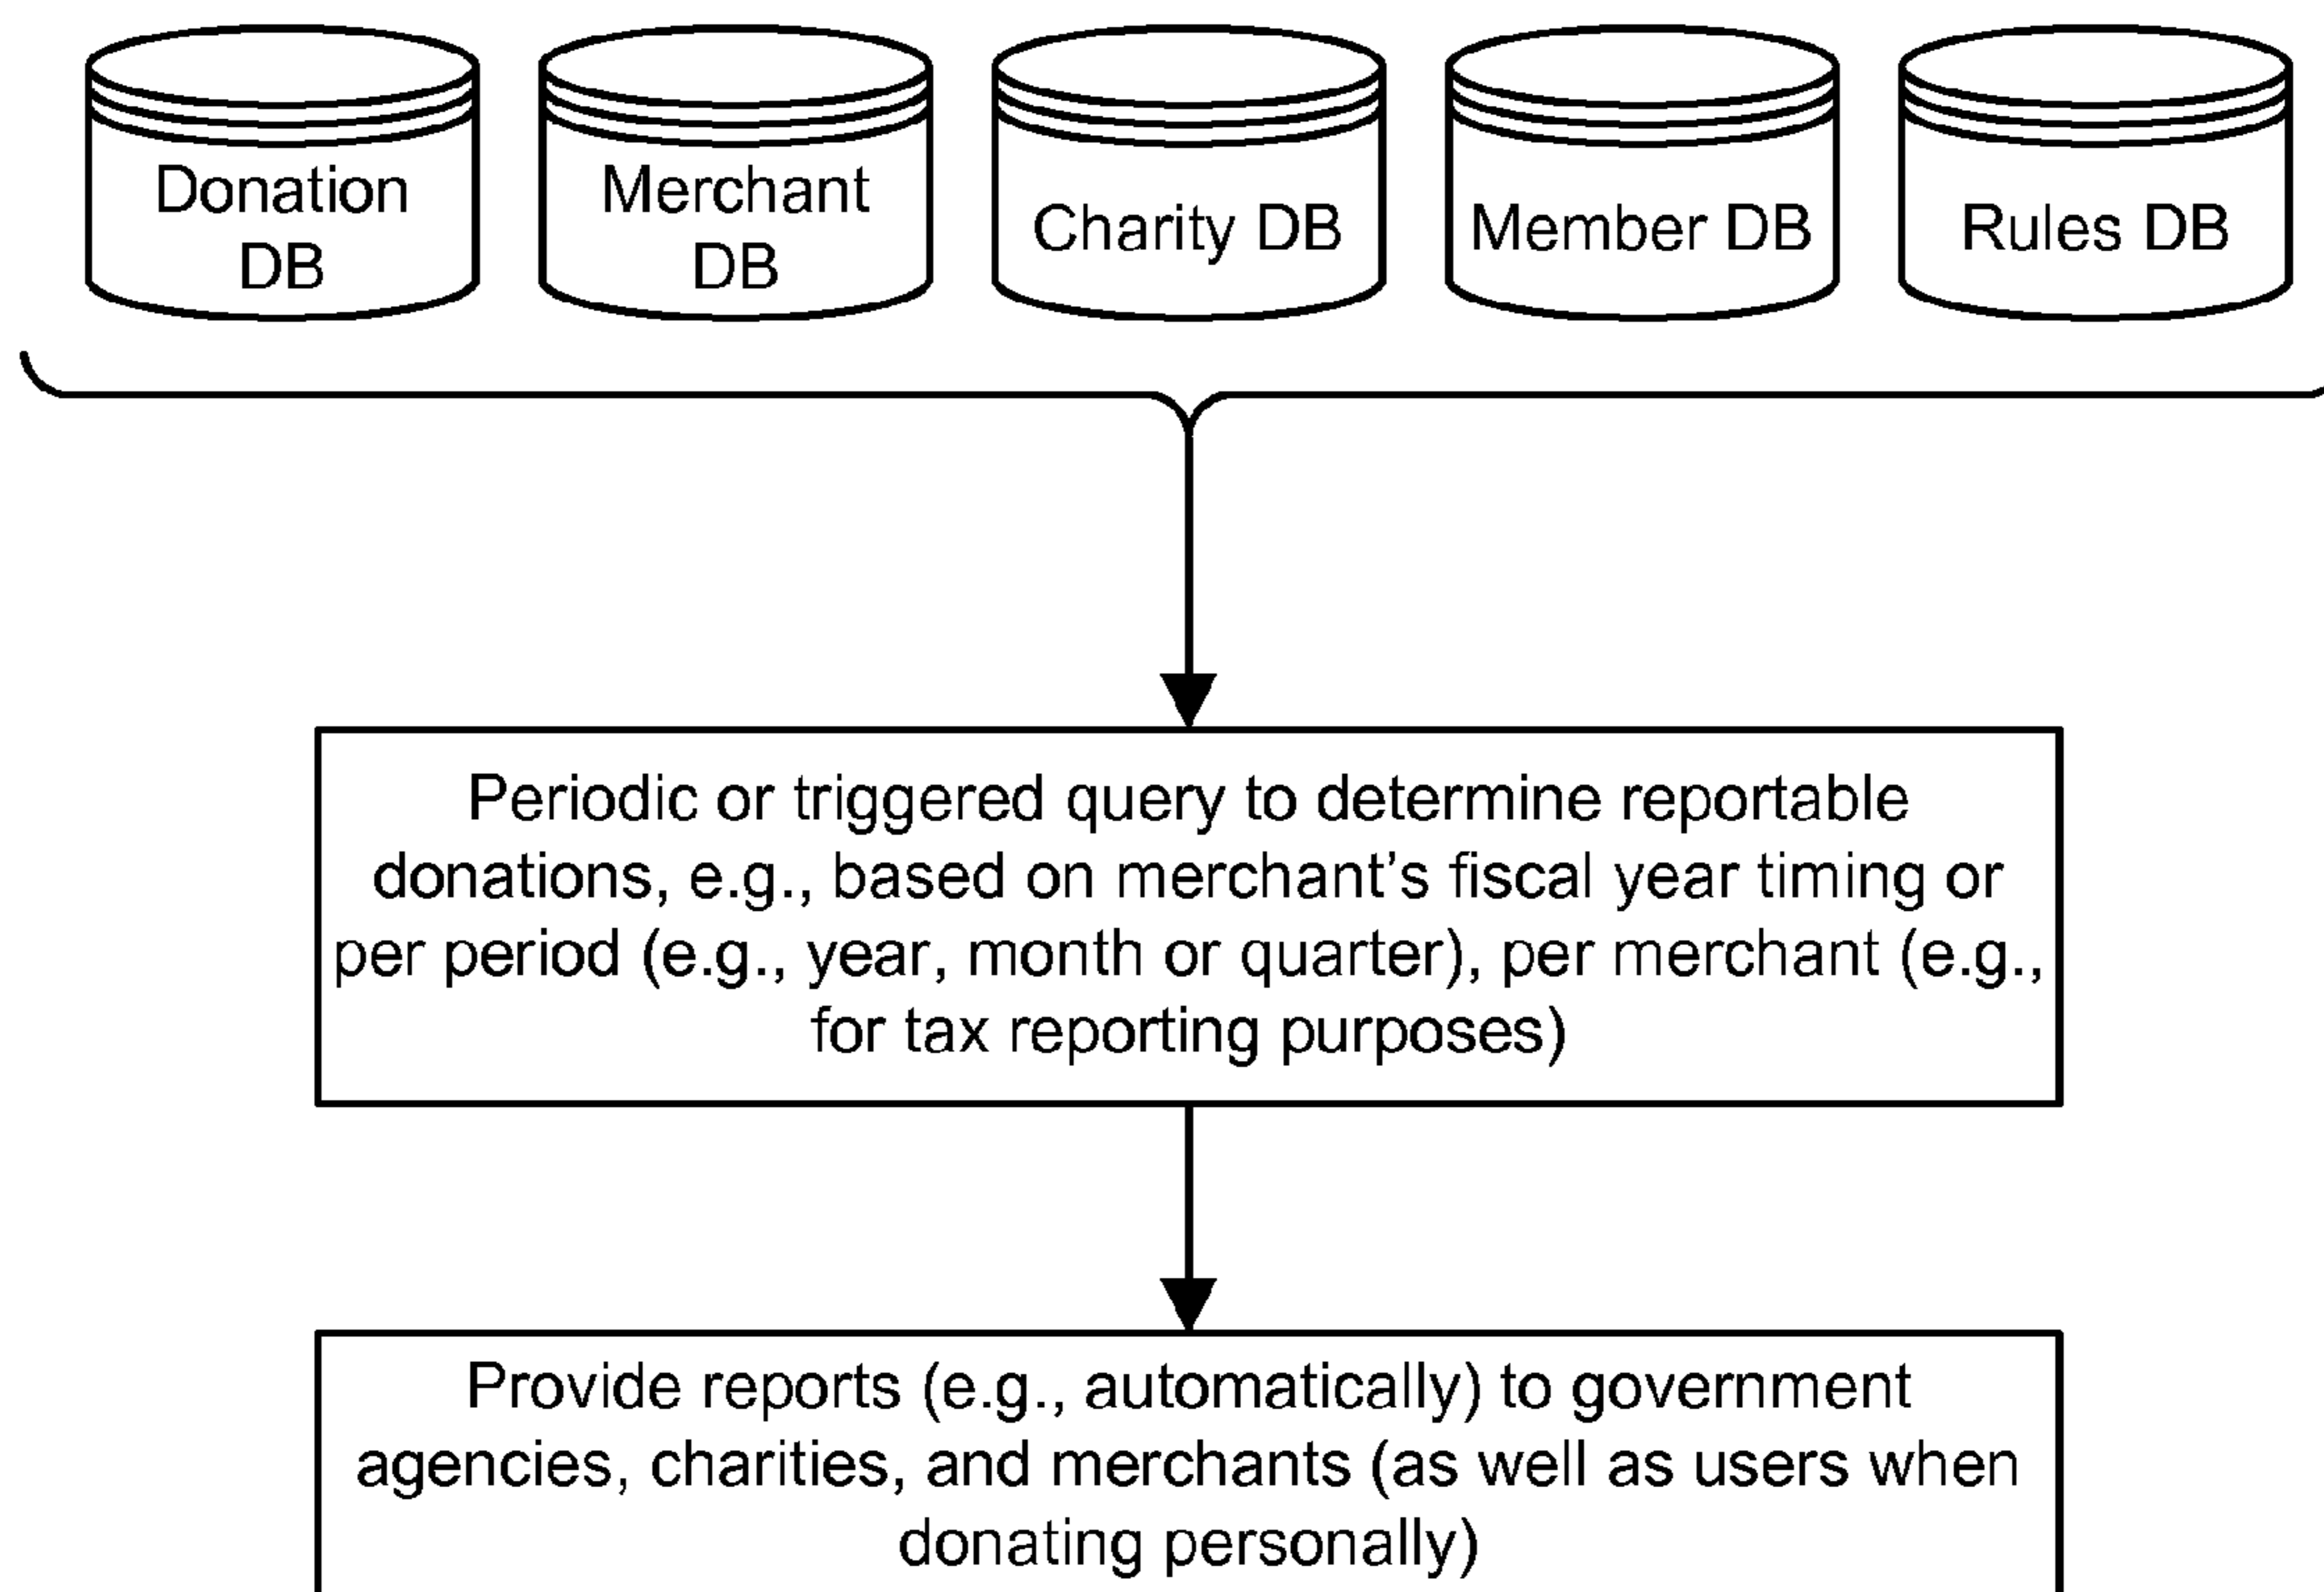 Donation
DB
Merchant
DB
Charity DB
Member DB
Rules DB
Periodic or triggered query to determine reportable
donations, e.g., based on merchant’s fiscal year timing or
per period (e.g., year, month or quarter), per merchant (e.g.,
for tax reporting purposes)
Provide reports (e.g., automatically) to government
agencies, charities, and merchants (as well as users when
donating personally)